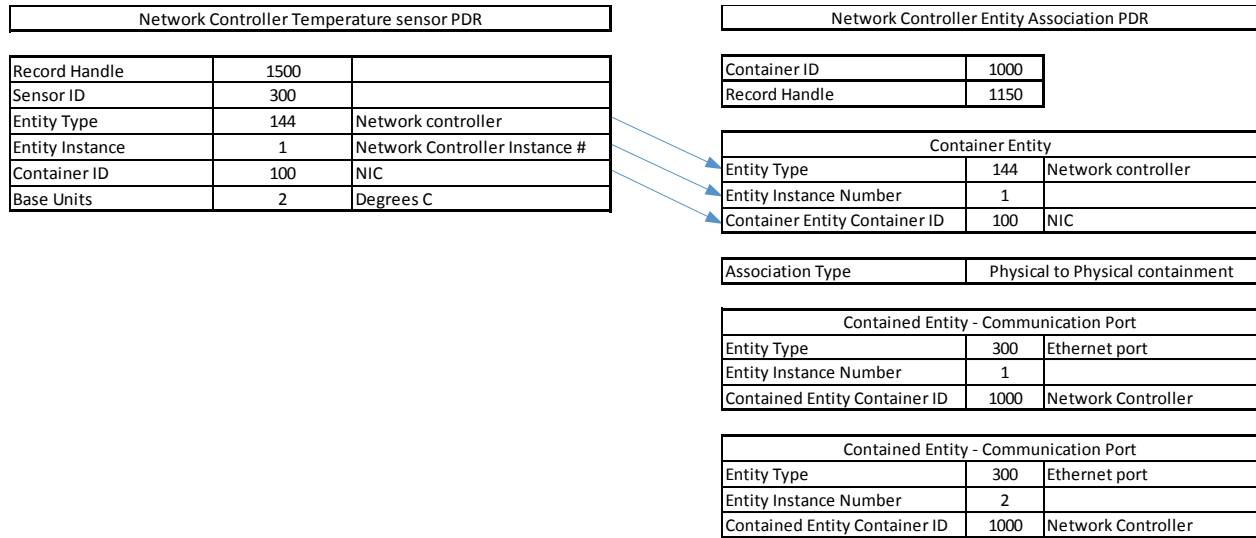 Network Controller Temperature sensor PDR
Record Handle 1500
Sensor ID 300
Entity Type 144 Network controller
Entity Instance 1 Network Controller Instance #
Container ID 100 NIC
Base Units 2 Degrees C
Network Controller Entity Association PDR
Container ID 1000
Record Handle 1150
Container Entity
Entity Type 144 Network controller
Entity Instance Number 1
Container Entity Container ID 100 NIC
Association Type Physical to Physical containment
Contained Entity - Communication Port
Entity Type 300 Ethernet port
Entity Instance Number 1
Contained Entity Container ID 1000 Network Controller
Contained Entity - Communication Port
Entity Type 300 Ethernet port
Entity Instance Number 2
Contained Entity Container ID 1000 Network Controller